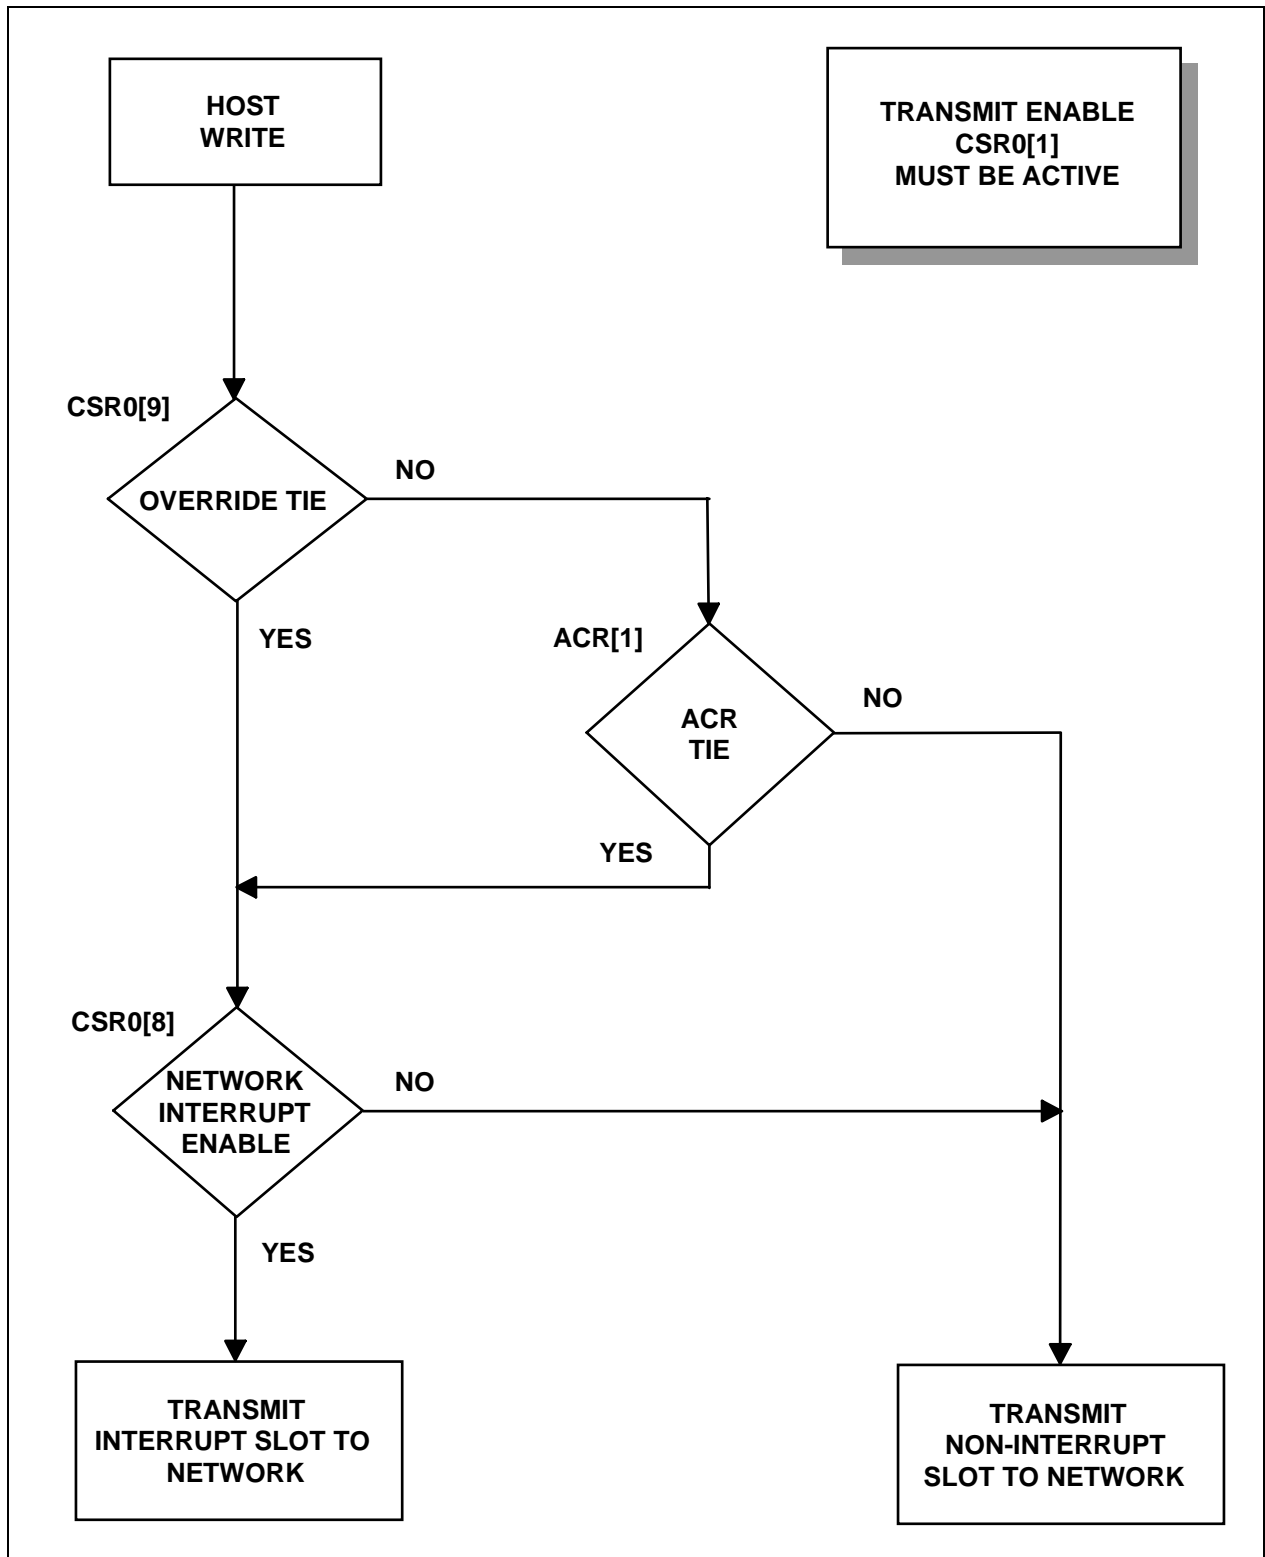 HOST
WRITE
TRANSMIT ENABLE
CSR0[1]
MUST BE ACTIVE
CSR0[9]
OVERRIDE TIE
NO
YES
ACR[1]
ACR
TIE
NO
YES
CSR0[8]
NETWORK
INTERRUPT
ENABLE
NO
YES
TRANSMIT
INTERRUPT SLOT TO
NETWORK
TRANSMIT
NON-INTERRUPT
SLOT TO NETWORK